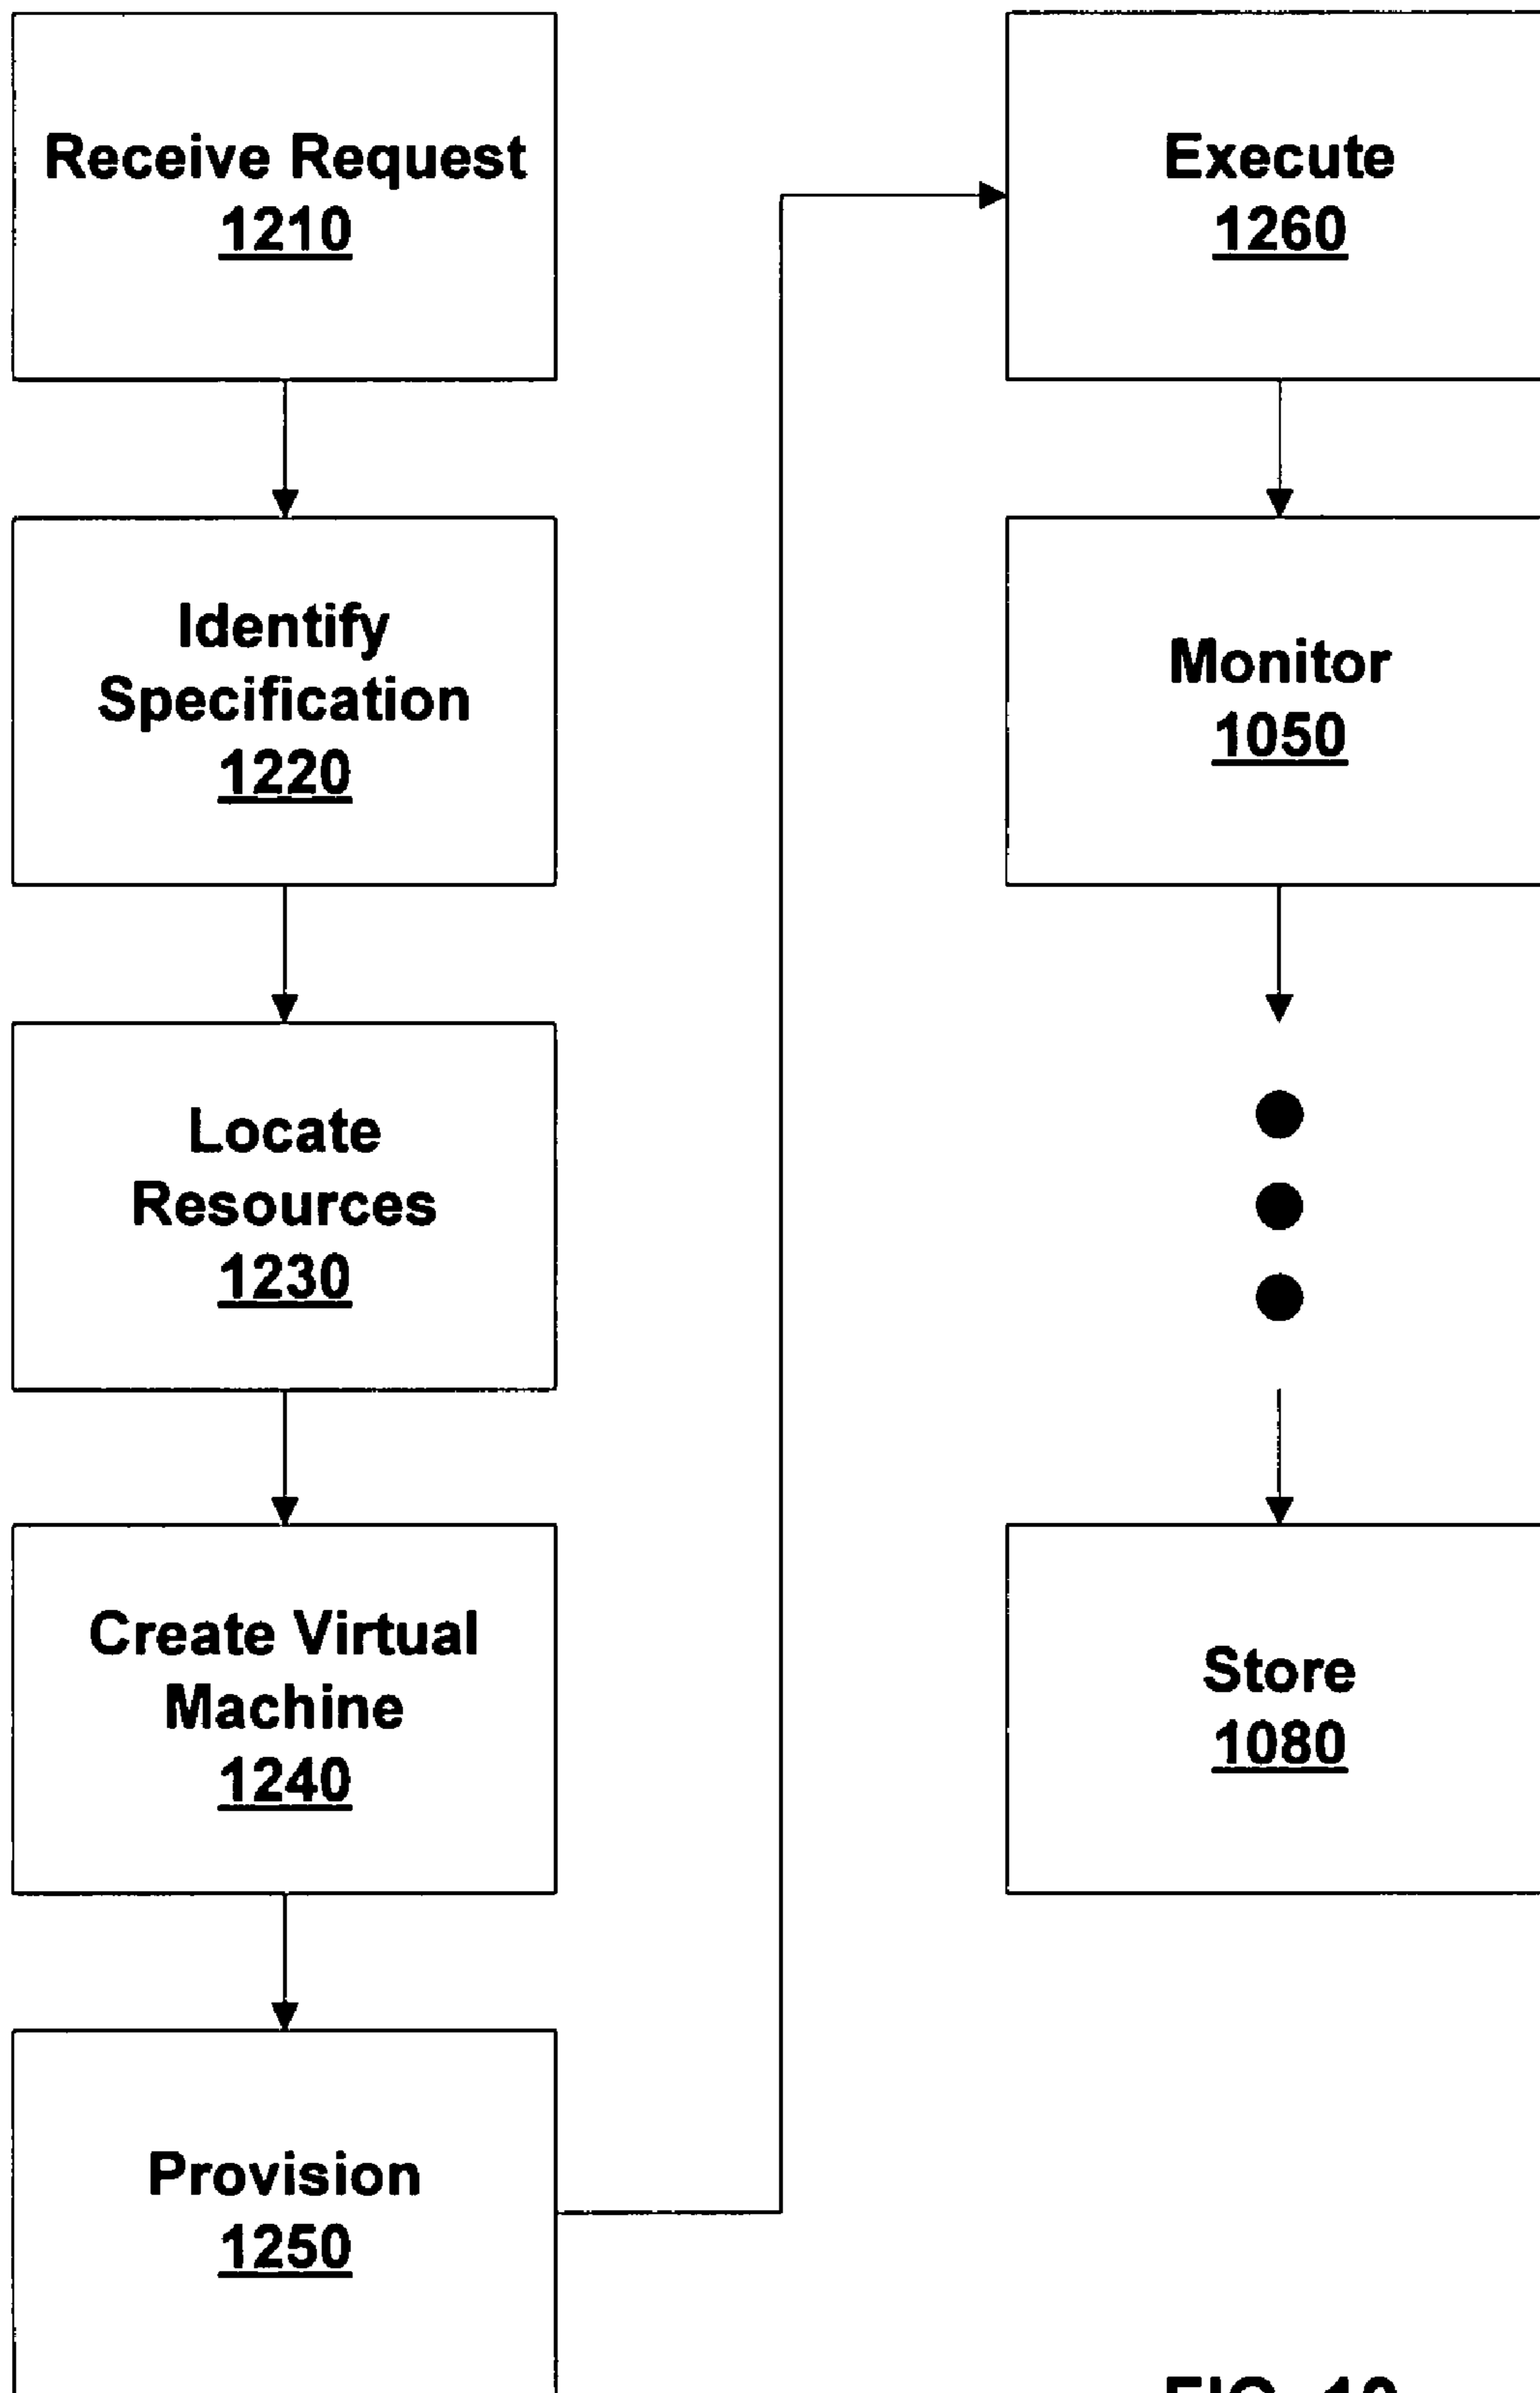 Receive Request
1210
Identify
Specification
1220
Locate
Resources
1230
Create Virtual
Machine
1240
Provision
1250
Execute
1260
Monitor
1050
Store
1080
FIG.